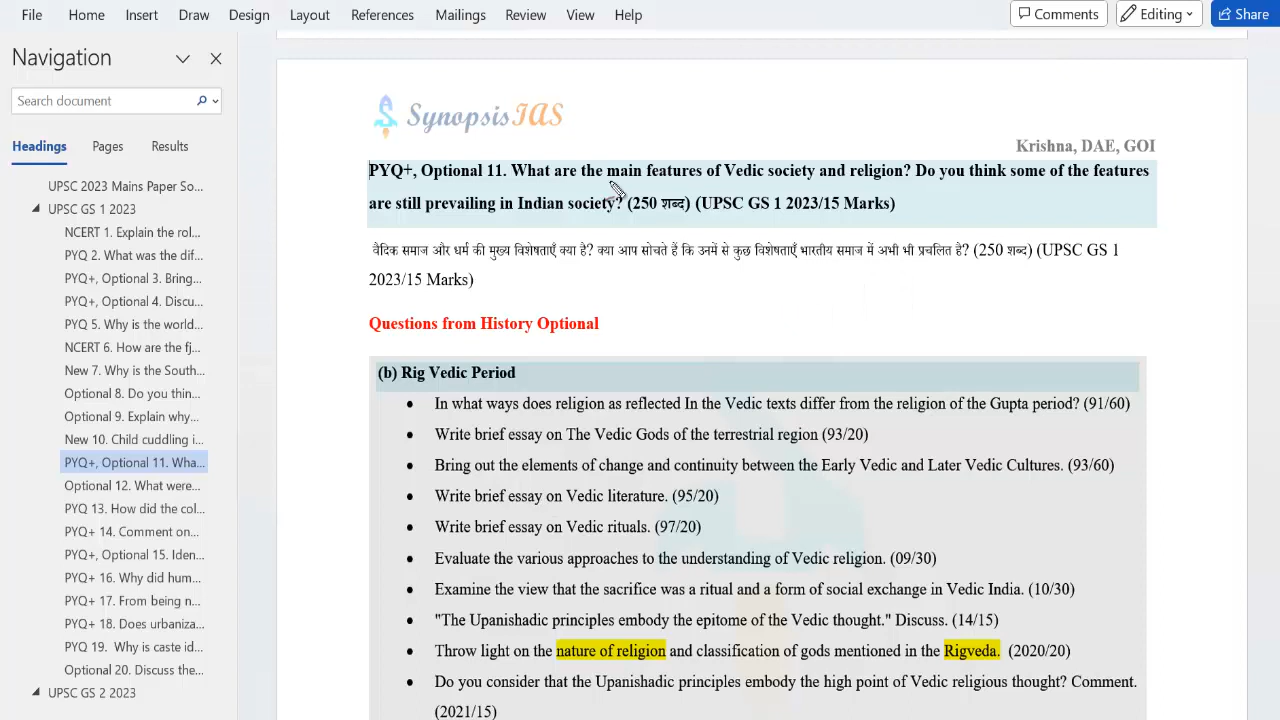 File Home Insert Draw Design Layout References Mailings Review View Help Comments Editing Share
Navigation
Search document
Headings Pages Results
UPSC 2023 Mains Paper So...
UPSC GS 1 2023
NCERT 1. Explain the rol...
PYQ 2. What was the dif...
PYQ+, Optional 3. Bring...
PYQ+, Optional 4. Discu...
PYQ 5. Why is the world...
NCERT 6. How are the fj...
New 7. Why is the South...
Optional 8. Do you thin...
Optional 9. Explain why...
New 10. Child cuddling i...
PYQ+, Optional 11. Wha...
Optional 12. What were...
PYQ 13. How did the col...
PYQ+ 14. Comment on...
PYQ+, Optional 15. Iden...
PYQ+ 16. Why did hum...
PYQ+ 17. From being n...
PYQ+ 18. Does urbaniza...
PYQ 19. Why is caste id...
Optional 20. Discuss the...
UPSC GS 2 2023
SynopsisIAS
Krishna, DAE, GOI
PYQ+, Optional 11. What are the main features of Vedic society and religion? Do you think some of the features
are still prevailing in Indian society? (250 शब्द) (UPSC GS 1 2023/15 Marks)
वैदिक समाज और धर्म की मुख्य विशेषताएँ क्या है? क्या आप सोचते हैं कि उनमें से कुछ विशेषताएँ भारतीय समाज में अभी भी प्रचलित है? (250 शब्द) (UPSC GS 1
2023/15 Marks)
Questions from History Optional
(b) Rig Vedic Period
• In what ways does religion as reflected In the Vedic texts differ from the religion of the Gupta period? (91/60)
• Write brief essay on The Vedic Gods of the terrestrial region (93/20)
• Bring out the elements of change and continuity between the Early Vedic and Later Vedic Cultures. (93/60)
• Write brief essay on Vedic literature. (95/20)
• Write brief essay on Vedic rituals. (97/20)
• Evaluate the various approaches to the understanding of Vedic religion. (09/30)
• Examine the view that the sacrifice was a ritual and a form of social exchange in Vedic India. (10/30)
• "The Upanishadic principles embody the epitome of the Vedic thought." Discuss. (14/15)
• Throw light on the nature of religion and classification of gods mentioned in the Rigveda. (2020/20)
• Do you consider that the Upanishadic principles embody the high point of Vedic religious thought? Comment.
(2021/15)